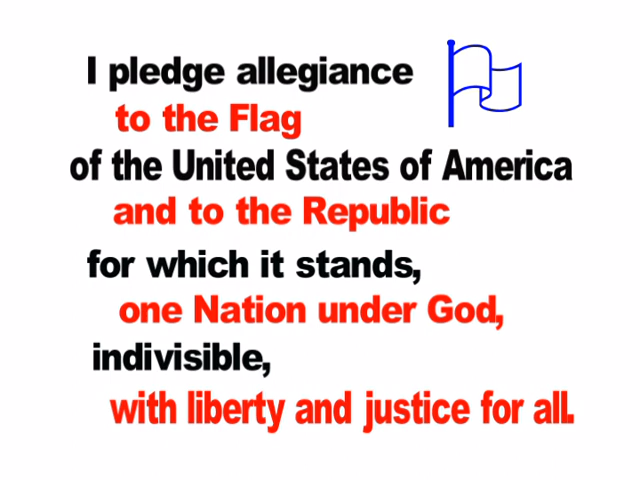 I pledge allegiance
to the Flag
of the United States of America
and to the Republic
for which it stands,
one Nation under God,
indivisible,
with liberty and justice for all.